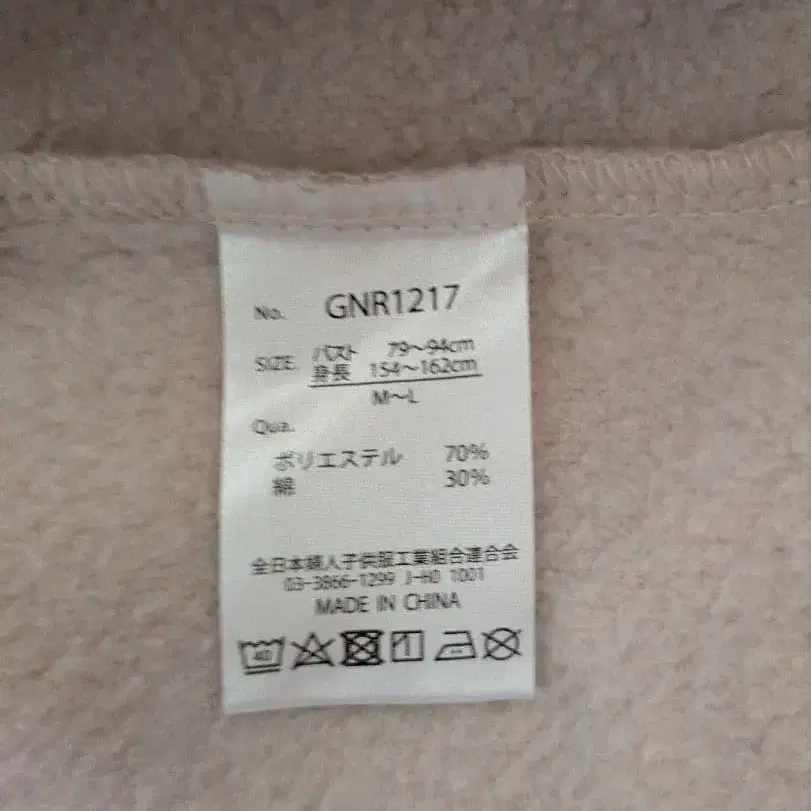 No. GNR1217
SIZE バスト 79～94cm
身長 154～162cm
M～L
Qua.
ポリエステル 70%
綿 30%
全日本婦人子供服工業組合連合会
03-3866-1299 J-H0 1001
MADE IN CHINA
40